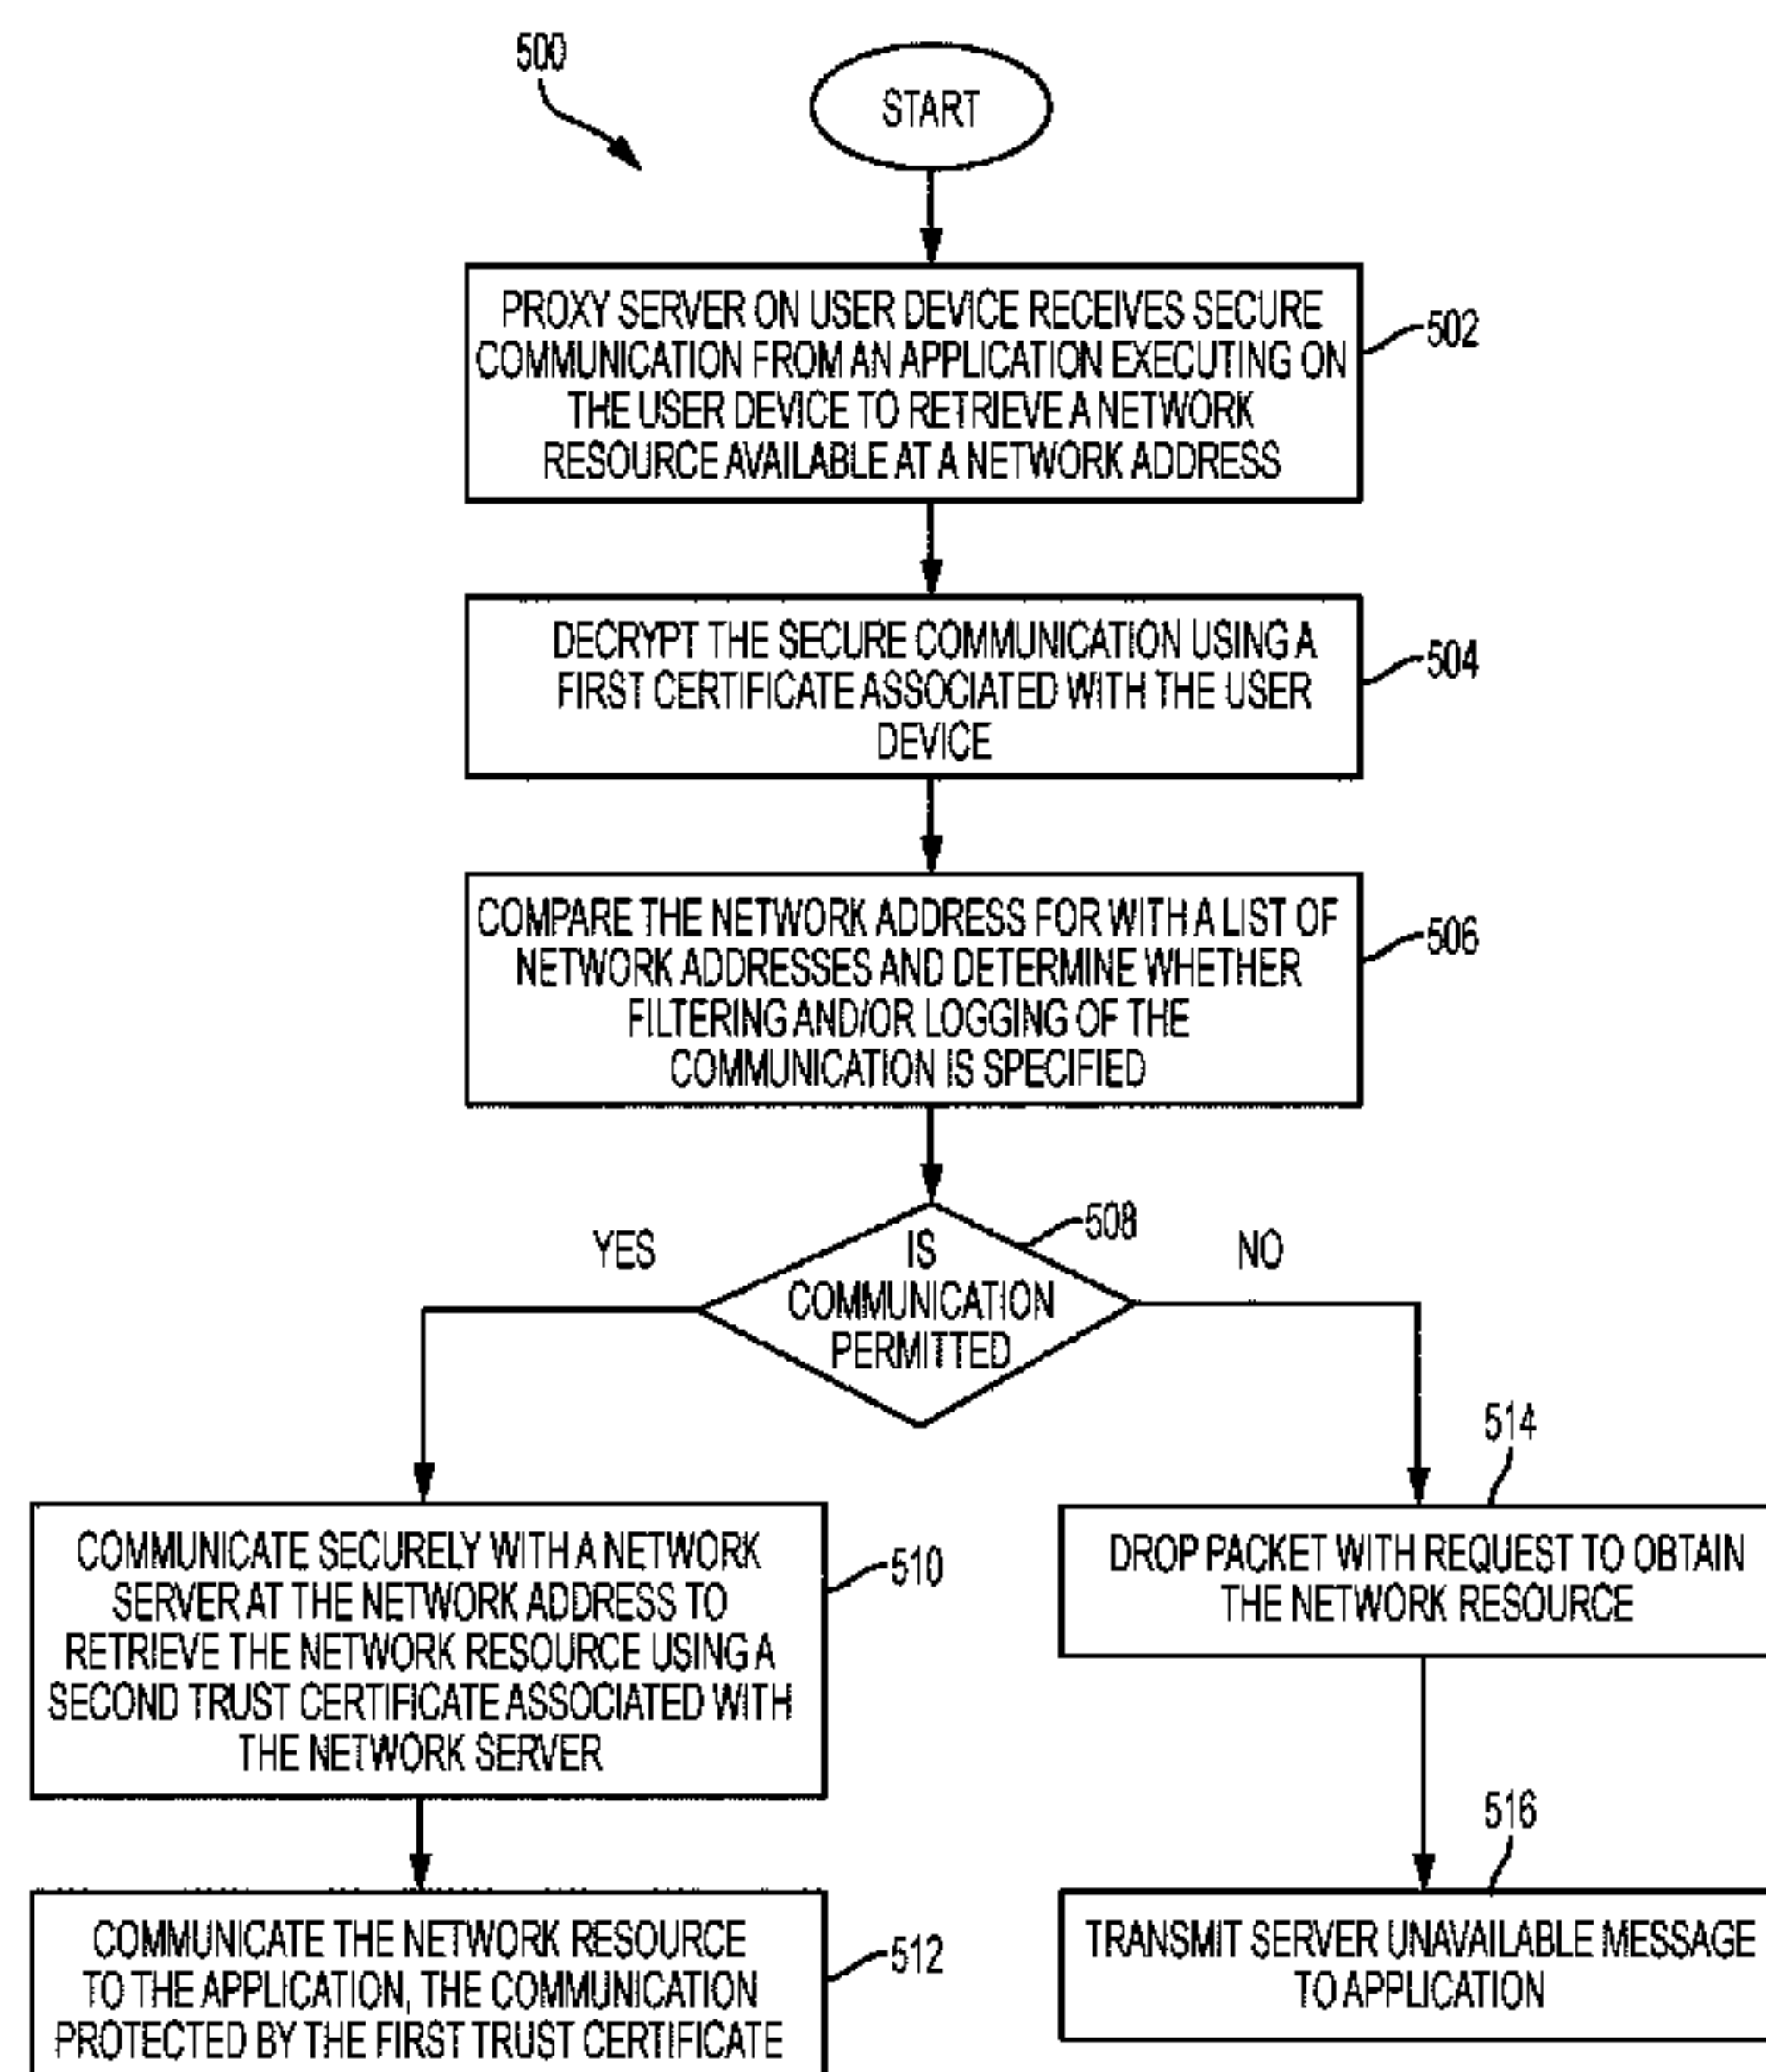 500
START
PROXY SERVER ON USER DEVICE RECEIVES SECURE
COMMUNICATION FROM AN APPLICATION EXECUTING ON
THE USER DEVICE TO RETRIEVE A NETWORK
RESOURCE AVAILABLE AT A NETWORK ADDRESS
502
DECRYPT THE SECURE COMMUNICATION USING A
FIRST CERTIFICATE ASSOCIATED WITH THE USER
DEVICE
504
COMPARE THE NETWORK ADDRESS FOR WITH A LIST OF
NETWORK ADDRESSES AND DETERMINE WHETHER
FILTERING AND/OR LOGGING OF THE
COMMUNICATION IS SPECIFIED
506
YES
IS
COMMUNICATION
PERMITTED
508
NO
COMMUNICATE SECURELY WITH A NETWORK
SERVER AT THE NETWORK ADDRESS TO
RETRIEVE THE NETWORK RESOURCE USING A
SECOND TRUST CERTIFICATE ASSOCIATED WITH
THE NETWORK SERVER
510
514
DROP PACKET WITH REQUEST TO OBTAIN
THE NETWORK RESOURCE
COMMUNICATE THE NETWORK RESOURCE
TO THE APPLICATION, THE COMMUNICATION
PROTECTED BY THE FIRST TRUST CERTIFICATE
512
516
TRANSMIT SERVER UNAVAILABLE MESSAGE
TO APPLICATION